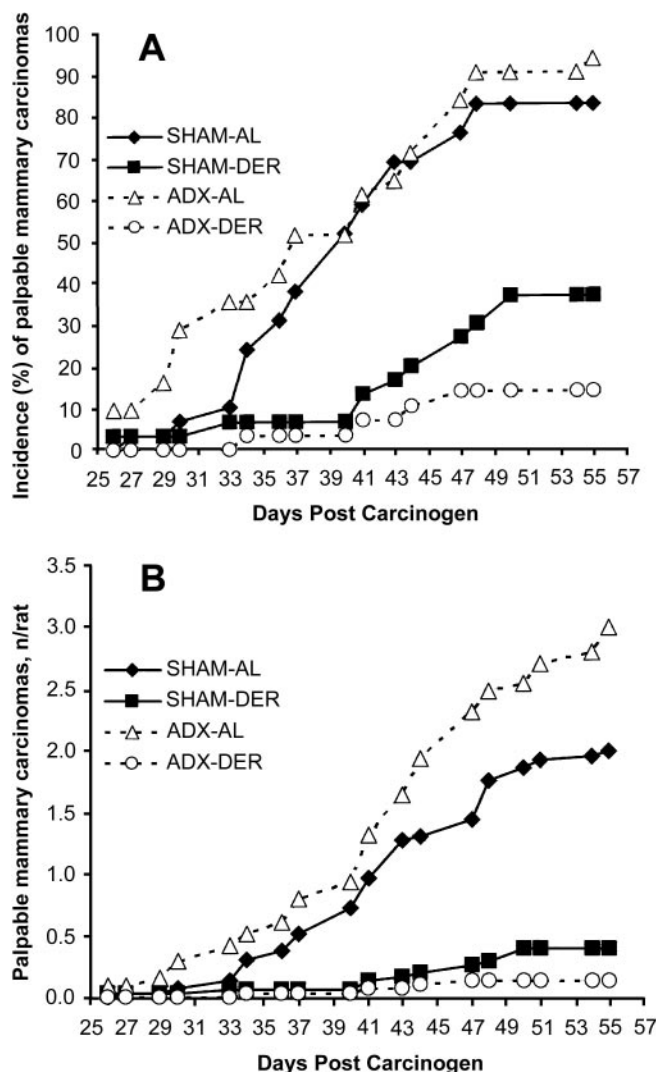 A
Incidence (%) of palpable mammary carcinomas
100
90
80
70
60
50
40
30
20
10
0
SHAM-AL
SHAM-DER
ADX-AL
ADX-DER
25 27 29 31 33 35 37 39 41 43 45 47 49 51 53 55 57
Days Post Carcinogen
B
Palpable mammary carcinomas, n/rat
3.5
3.0
2.5
2.0
1.5
1.0
0.5
0.0
SHAM-AL
SHAM-DER
ADX-AL
ADX-DER
25 27 29 31 33 35 37 39 41 43 45 47 49 51 53 55 57
Days Post Carcinogen